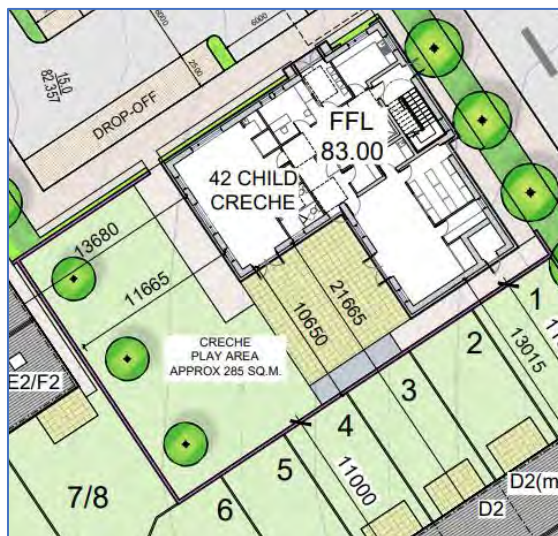 6000
6000
2500
15.0
82.357
DROP-OFF
FFL
83.00
42 CHILD
CRECHE
13680
11665
10650
21665
CRECHE
PLAY AREA
APPROX 285 SQ.M.
E2/F2
7/8
6
5
4
3
2
1
13015
11000
D2(m
D2